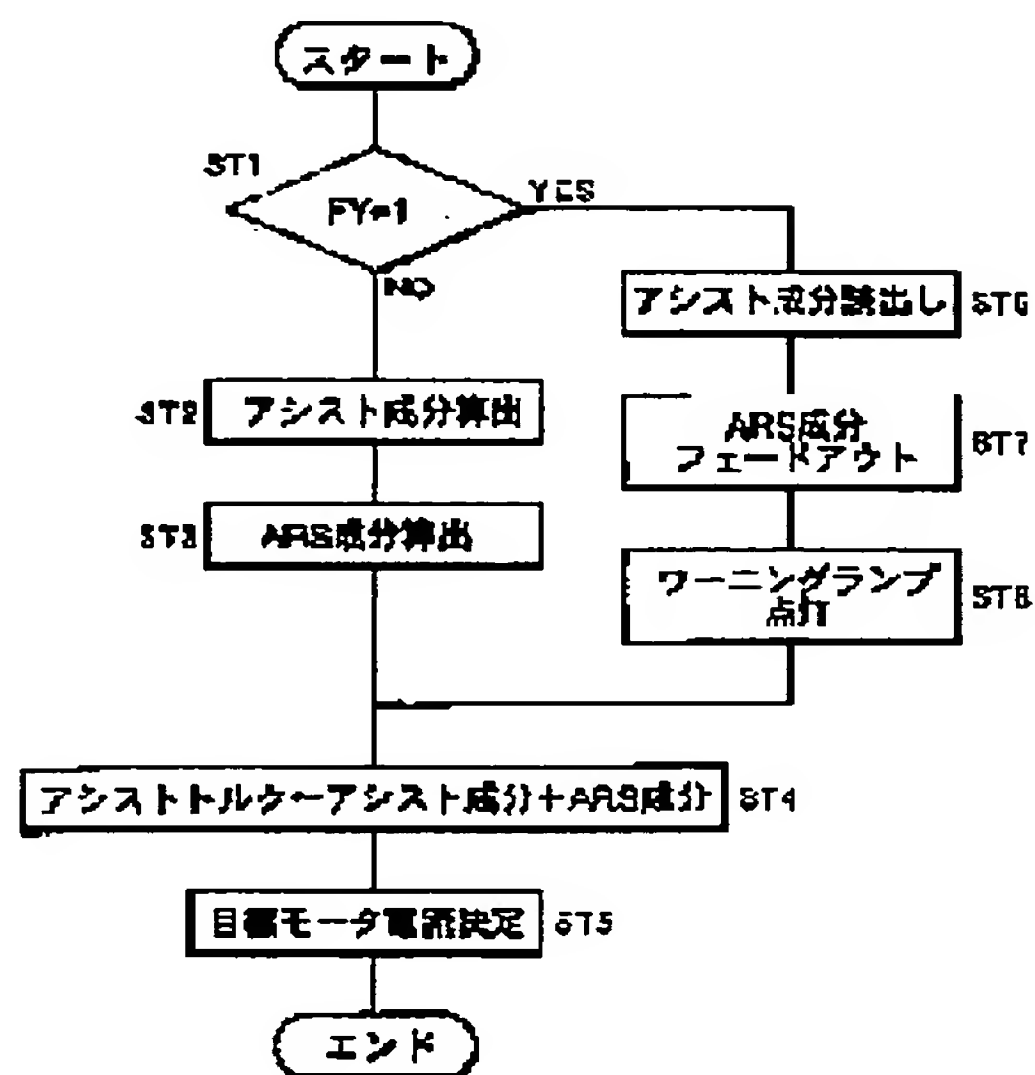 スタート
ST1
FY=1
YES
NO
アシスト成分読出し ST6
ST2 アシスト成分算出
ARS成分
フェードアウト
ST7
ST3 ARS成分算出
ワーニングランプ
点灯
ST8
アシストトルク←アシスト成分+ARS成分 ST4
目標モータ電流決定 ST5
エンド